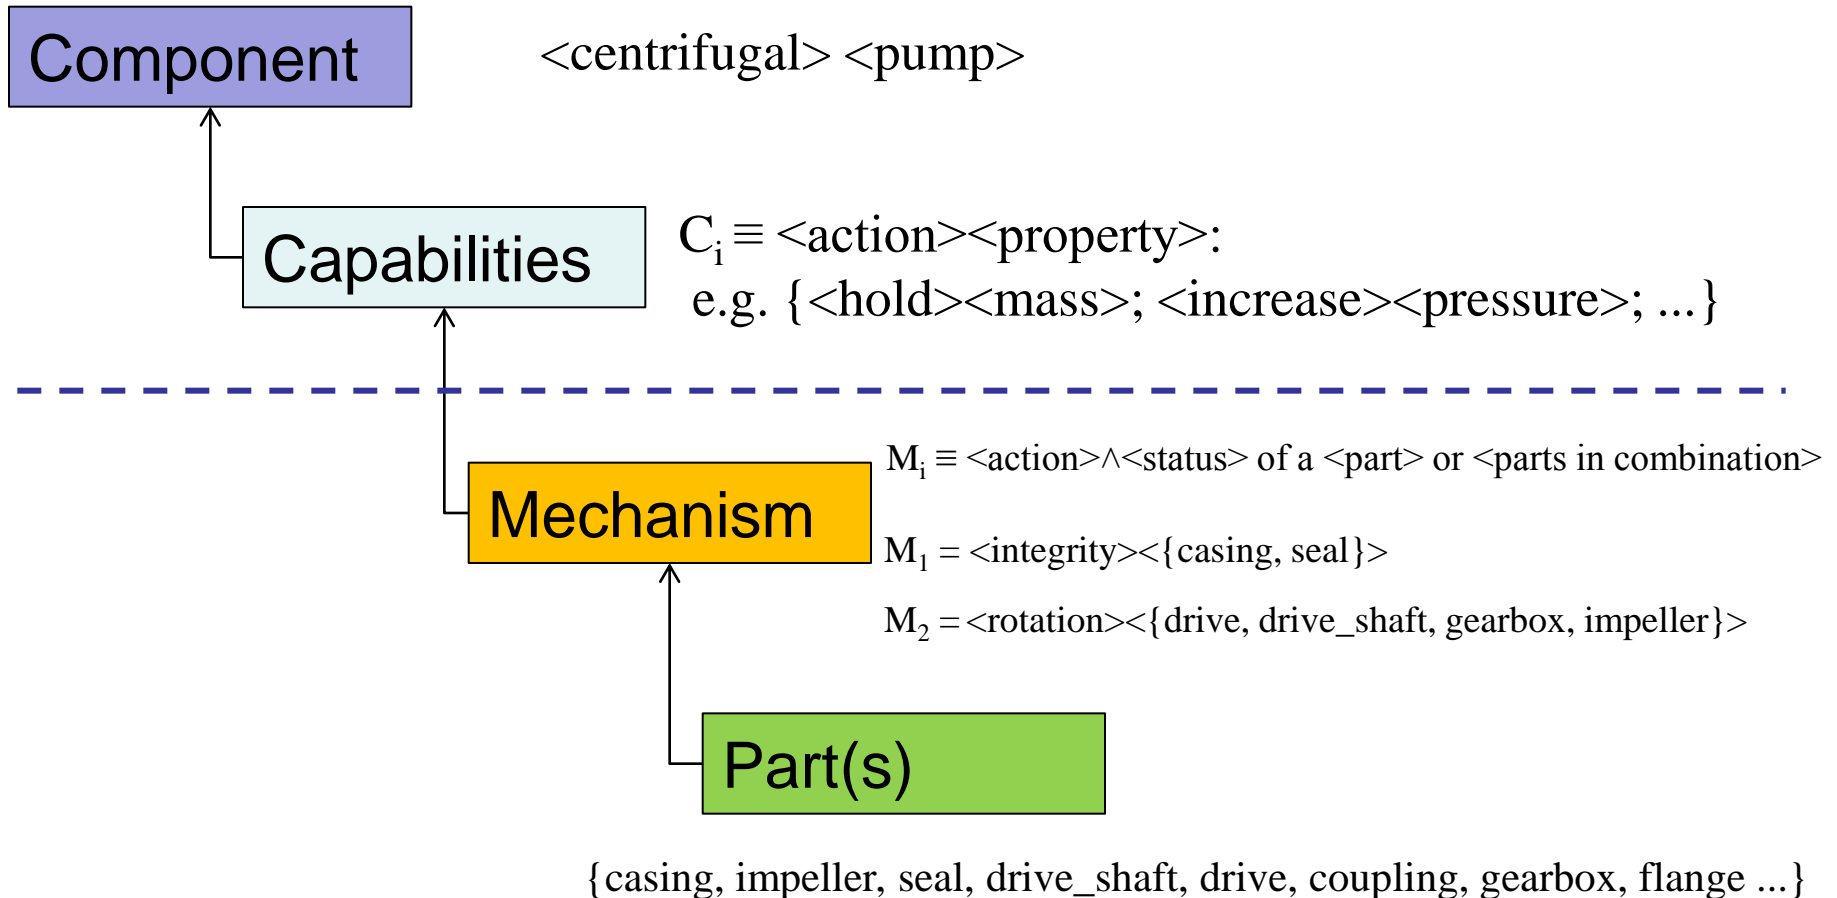 Component
<centrifugal> <pump>
Capabilities
Cᵢ ≡ <action><property>:
e.g. {<hold><mass>; <increase><pressure>; ...}
Mᵢ ≡ <action>^<status> of a <part> or <parts in combination>
Mechanism
M₁ = <integrity><{casing, seal}>
M₂ = <rotation><{drive, drive_shaft, gearbox, impeller}>
Part(s)
{casing, impeller, seal, drive_shaft, drive, coupling, gearbox, flange ...}